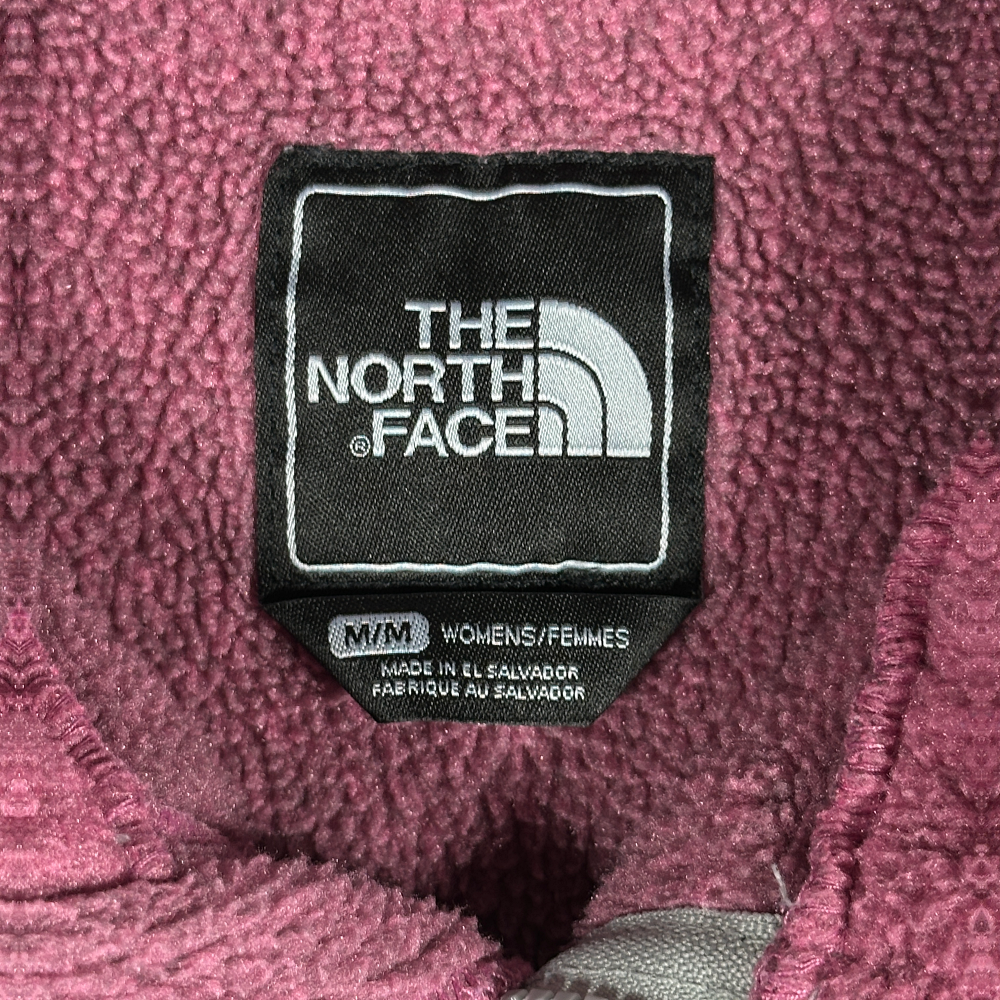 THE
NORTH
®FACE
M/M WOMENS/FEMMES
MADE IN EL SALVADOR
FABRIQUE AU SALVADOR